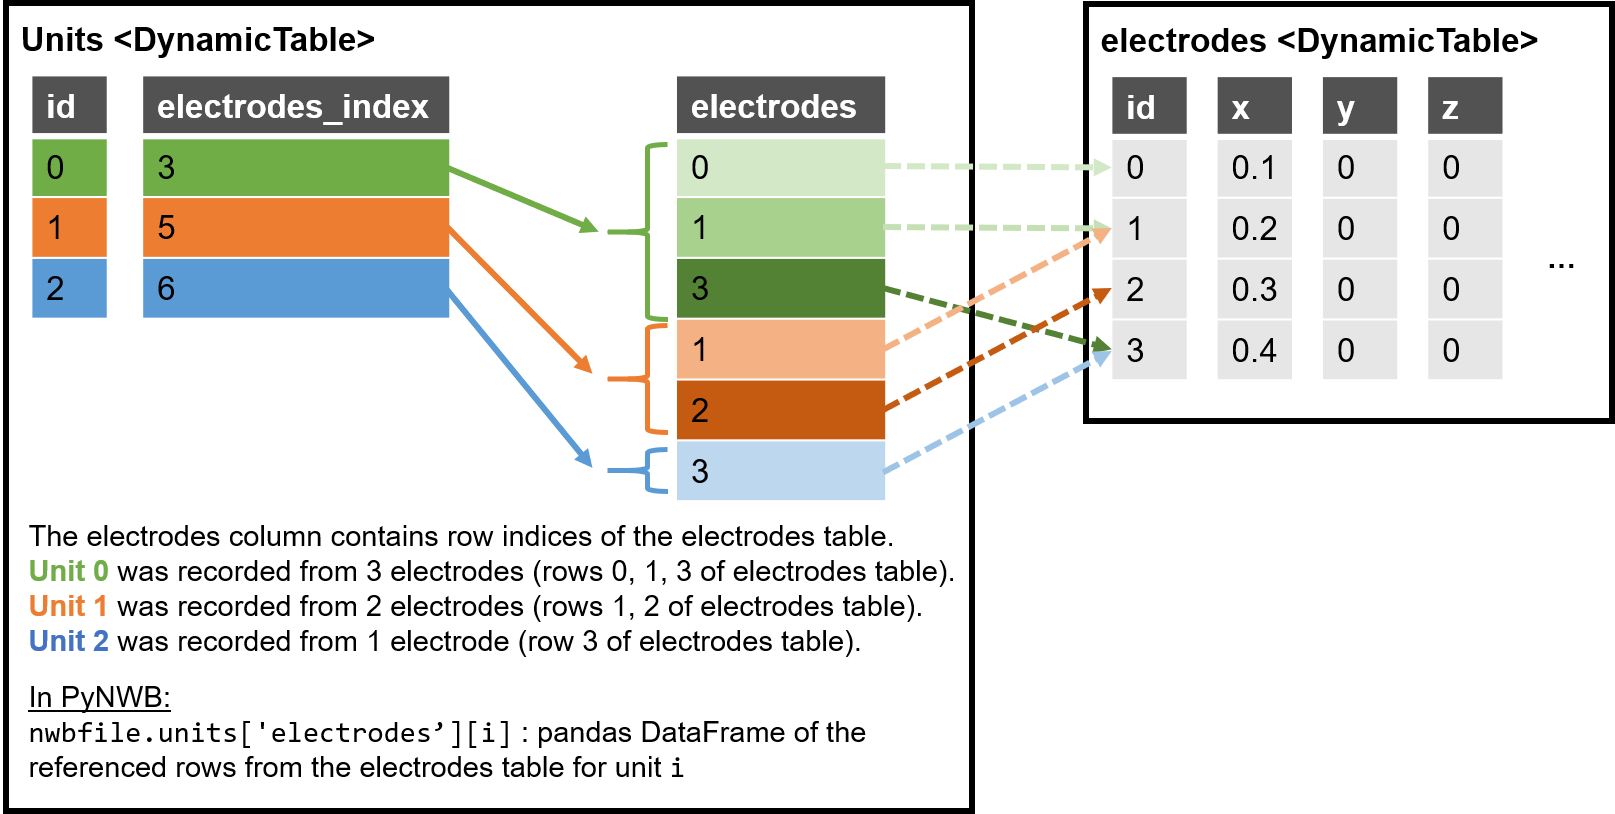 Units <DynamicTable>
id electrodes_index electrodes
0 3 0
1 5 1
2 6 3
1
2
3
The electrodes column contains row indices of the electrodes table.
Unit 0 was recorded from 3 electrodes (rows 0, 1, 3 of electrodes table).
Unit 1 was recorded from 2 electrodes (rows 1, 2 of electrodes table).
Unit 2 was recorded from 1 electrode (row 3 of electrodes table).
In PyNWB:
nwbfile.units['electrodes’][i] : pandas DataFrame of the
referenced rows from the electrodes table for unit i
electrodes <DynamicTable>
id x y z
0 0.1 0 0
1 0.2 0 0
2 0.3 0 0
3 0.4 0 0
...